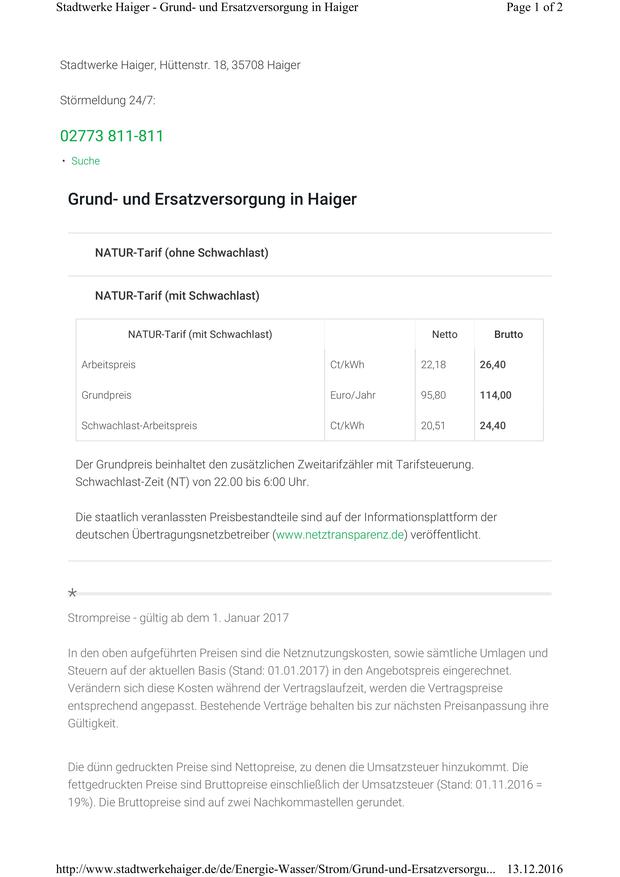 Stadtwerke Haiger - Grund- und Ersatzversorgung in Haiger Page 1 of 2
Stadtwerke Haiger, Hüttenstr. 18, 35708 Haiger
Störmeldung 24/7:
02773 811-811
• Suche
Grund- und Ersatzversorgung in Haiger
NATUR-Tarif (ohne Schwachlast)
NATUR-Tarif (mit Schwachlast)
NATUR-Tarif (mit Schwachlast) Netto Brutto
Arbeitspreis Ct/kWh 22,18 26,40
Grundpreis Euro/Jahr 95,80 114,00
Schwachlast-Arbeitspreis Ct/kWh 20,51 24,40
Der Grundpreis beinhaltet den zusätzlichen Zweitarifzähler mit Tarifsteuerung.
Schwachlast-Zeit (NT) von 22.00 bis 6:00 Uhr.
Die staatlich veranlassten Preisbestandteile sind auf der Informationsplattform der
deutschen Übertragungsnetzbetreiber (www.netztransparenz.de) veröffentlicht.
*
Strompreise - gültig ab dem 1. Januar 2017
In den oben aufgeführten Preisen sind die Netznutzungskosten, sowie sämtliche Umlagen und
Steuern auf der aktuellen Basis (Stand: 01.01.2017) in den Angebotspreis eingerechnet.
Verändern sich diese Kosten während der Vertragslaufzeit, werden die Vertragspreise
entsprechend angepasst. Bestehende Verträge behalten bis zur nächsten Preisanpassung ihre
Gültigkeit.
Die dünn gedruckten Preise sind Nettopreise, zu denen die Umsatzsteuer hinzukommt. Die
fettgedruckten Preise sind Bruttopreise einschließlich der Umsatzsteuer (Stand: 01.11.2016 =
19%). Die Bruttopreise sind auf zwei Nachkommastellen gerundet.
http://www.stadtwerkehaiger.de/de/Energie-Wasser/Strom/Grund-und-Ersatzversorgu... 13.12.2016